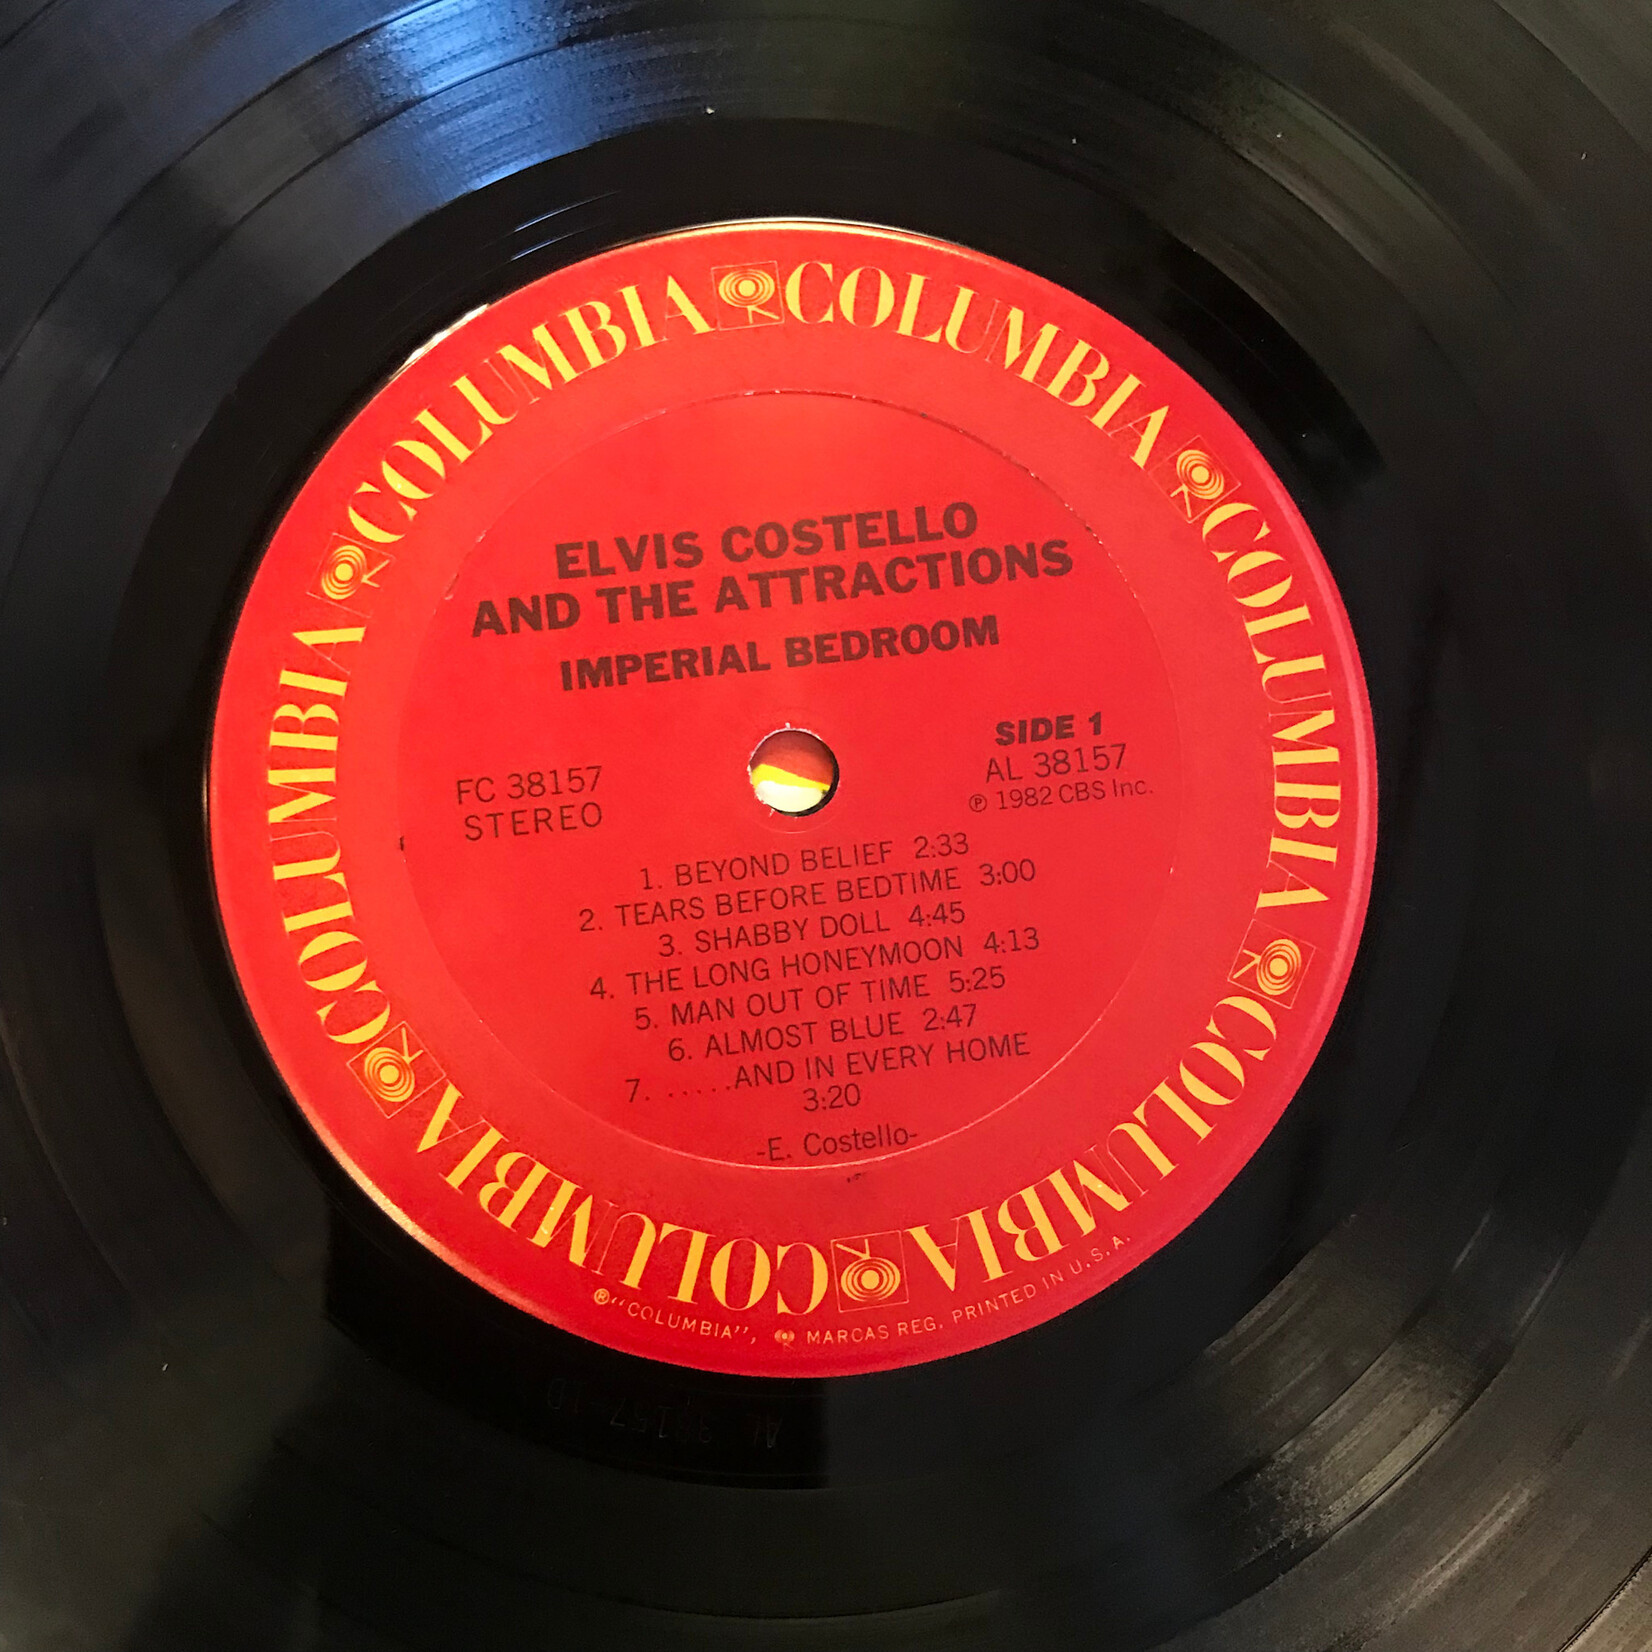 COLUMBIA COLUMBIA COLUMBIA COLUMBIA COLUMBIA COLUMBIA COLUMBIA COLUMBIA
ELVIS COSTELLO
AND THE ATTRACTIONS
IMPERIAL BEDROOM
FC 38157
STEREO
SIDE 1
AL 38157
℗ 1982 CBS Inc.
1. BEYOND BELIEF 2:33
2. TEARS BEFORE BEDTIME 3:00
3. SHABBY DOLL 4:45
4. THE LONG HONEYMOON 4:13
5. MAN OUT OF TIME 5:25
6. ALMOST BLUE 2:47
7. ......AND IN EVERY HOME
3:20
-E. Costello-
®"COLUMBIA", MARCAS REG. PRINTED IN U.S.A.